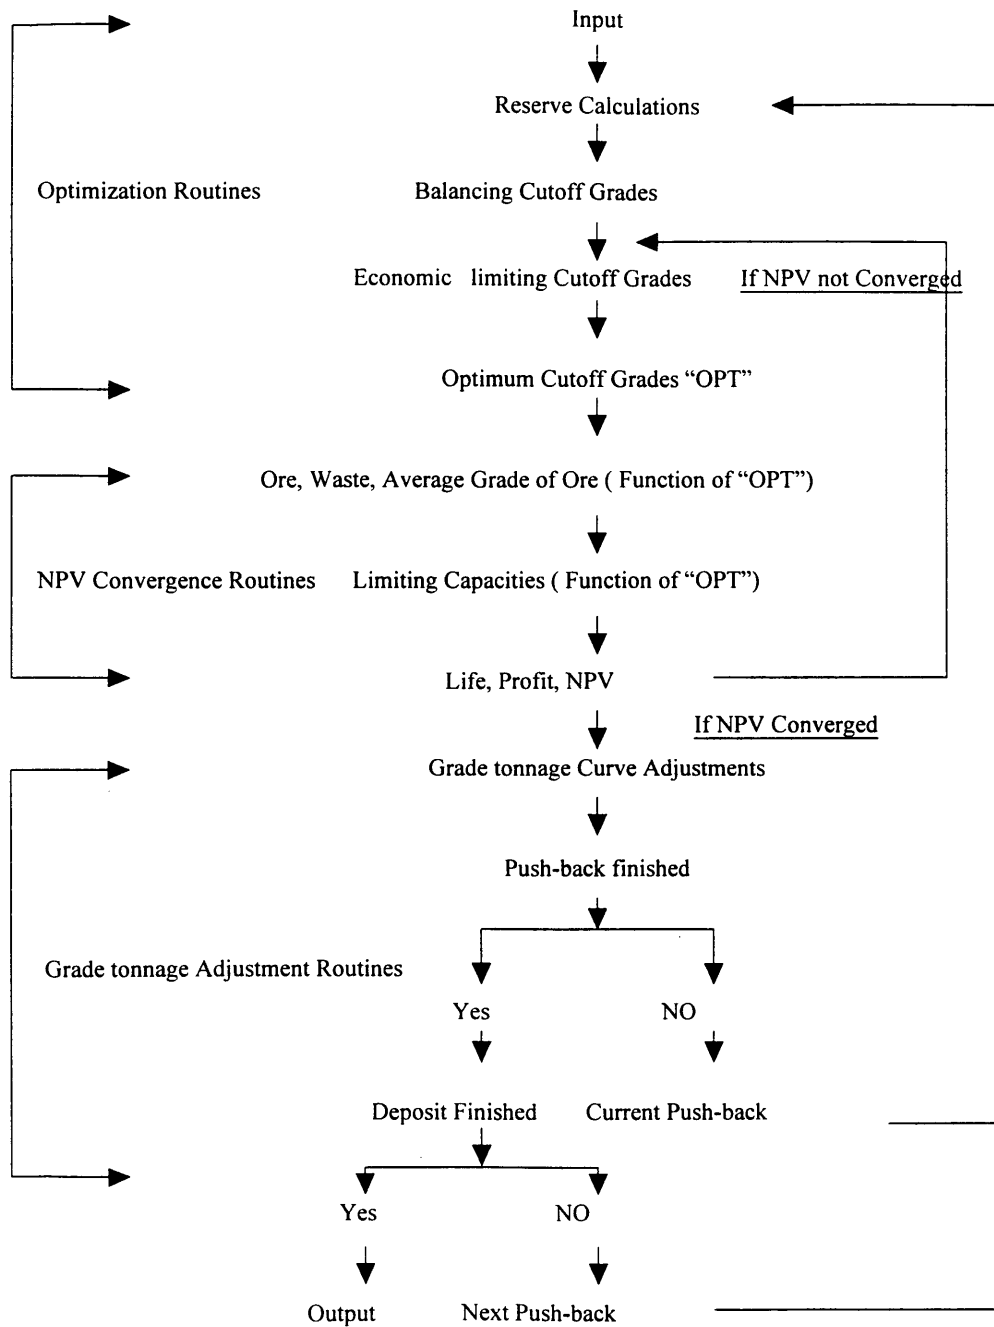 Input
Reserve Calculations
Optimization Routines
Balancing Cutoff Grades
Economic limiting Cutoff Grades
If NPV not Converged
Optimum Cutoff Grades “OPT”
Ore, Waste, Average Grade of Ore ( Function of “OPT”)
NPV Convergence Routines
Limiting Capacities ( Function of “OPT”)
Life, Profit, NPV
If NPV Converged
Grade tonnage Curve Adjustments
Push-back finished
Grade tonnage Adjustment Routines
Yes
NO
Deposit Finished
Current Push-back
Yes
NO
Output
Next Push-back